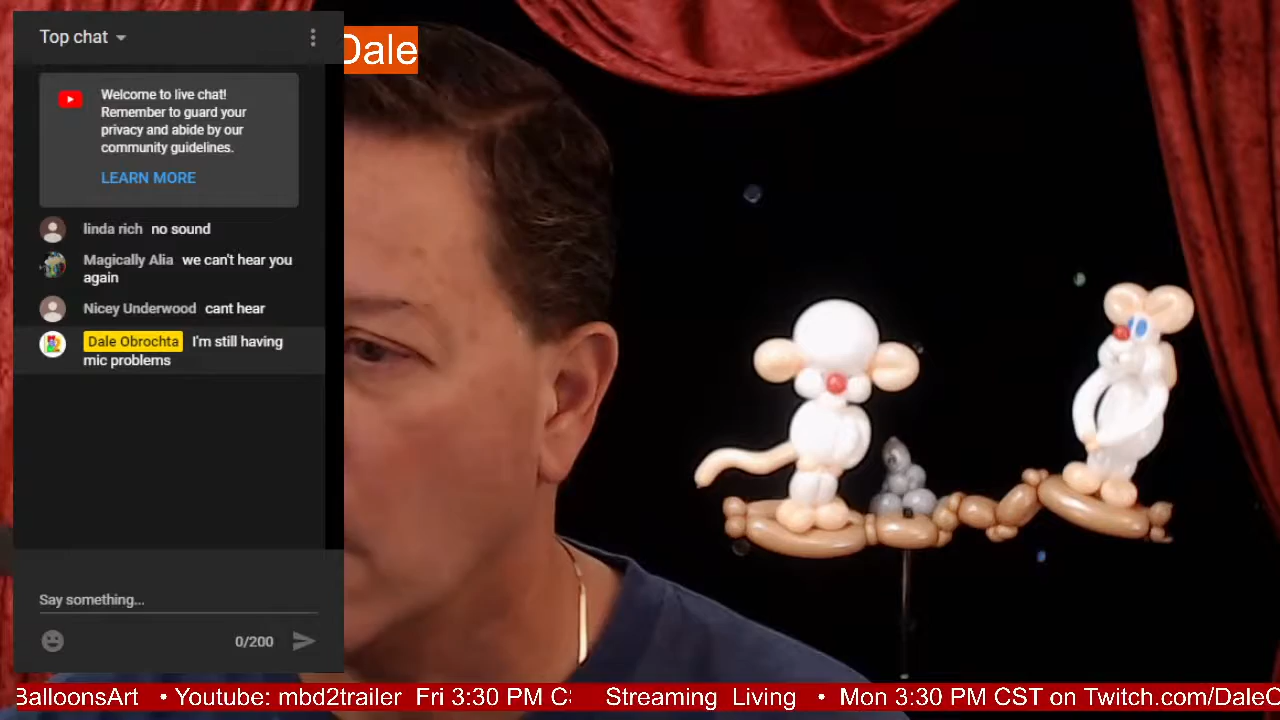 Top chat
Dale
Welcome to live chat!
Remember to guard your
privacy and abide by our
community guidelines.
LEARN MORE
linda rich no sound
Magically Alia we can't hear you
again
Nicey Underwood cant hear
Dale Obrochta I'm still having
mic problems
Say something...
0/200
BalloonsArt • Youtube: mbd2trailer Fri 3:30 PM C Streaming Living • Mon 3:30 PM CST on Twitch.com/Dale